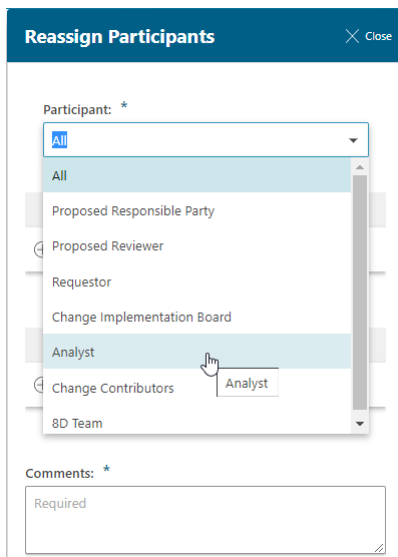 Reassign Participants
Close
Participant: *
All
All
Proposed Responsible Party
Proposed Reviewer
Requestor
Change Implementation Board
Analyst
Analyst
Change Contributors
8D Team
Comments: *
Required